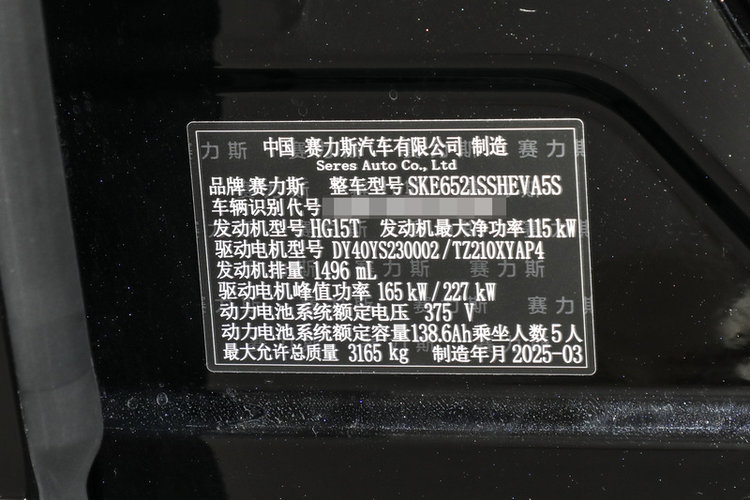 中国 赛力斯汽车有限公司 制造
Seres Auto Co., Ltd
品牌 赛力斯 整车型号 SKE6521SSHEVA5S
车辆识别代号
发动机型号 HG15T 发动机最大净功率 115 kW
驱动电机型号 DY40YS230002 / TZ210XYAP4
发动机排量 1496 mL
驱动电机峰值功率 165 kW / 227 kW
动力电池系统额定电压 375 V
动力电池系统额定容量 138.6Ah 乘坐人数 5 人
最大允许总质量 3165 kg 制造年月 2025-03